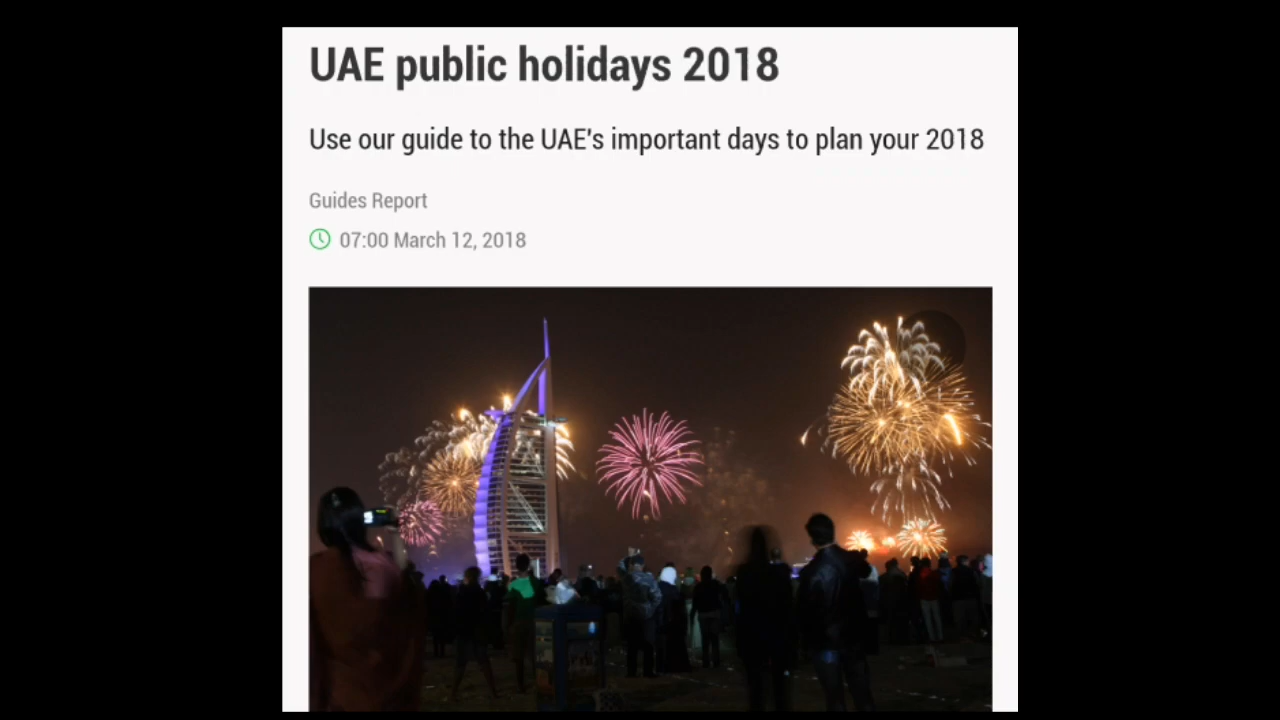 UAE public holidays 2018
Use our guide to the UAE's important days to plan your 2018
Guides Report
07:00 March 12, 2018